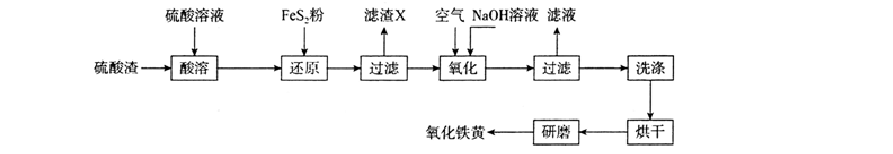 硫酸溶液 FeS₂粉 滤渣X 空气 NaOH溶液 滤液
硫酸渣 酸溶 还原 过滤 氧化 过滤 洗涤
氧化铁黄 研磨 烘干